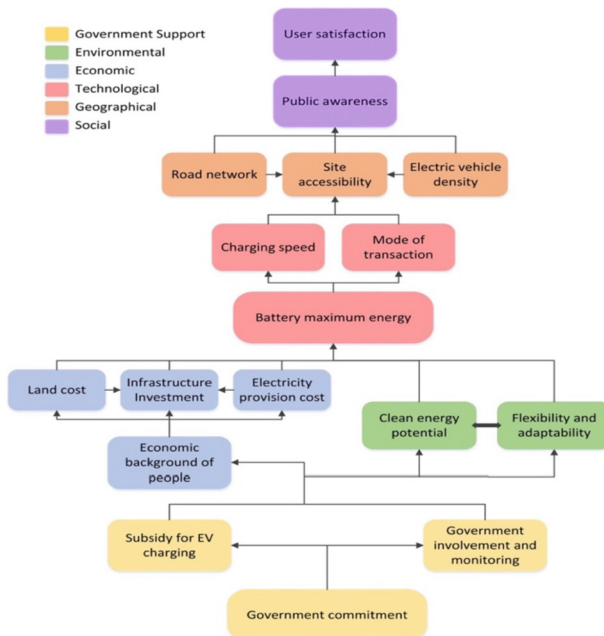 Government Support
Environmental
Economic
Technological
Geographical
Social
User satisfaction
Public awareness
Road network
Site
accessibility
Electric vehicle
density
Charging speed
Mode of
transaction
Battery maximum energy
Land cost
Infrastructure
Investment
Electricity
provision cost
Clean energy
potential
Flexibility and
adaptability
Economic
background of
people
Subsidy for EV
charging
Government
involvement and
monitoring
Government commitment